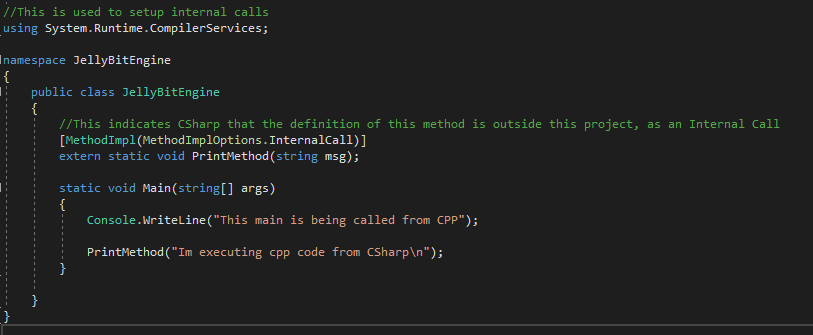 //This is used to setup internal calls
using System.Runtime.CompilerServices;
namespace JellyBitEngine
{
public class JellyBitEngine
{
//This indicates CSharp that the definition of this method is outside this project, as an Internal Call
[MethodImpl(MethodImplOptions.InternalCall)]
extern static void PrintMethod(string msg);
static void Main(string[] args)
{
Console.WriteLine("This main is being called from CPP");
PrintMethod("Im executing cpp code from CSharp\n");
}
}
}